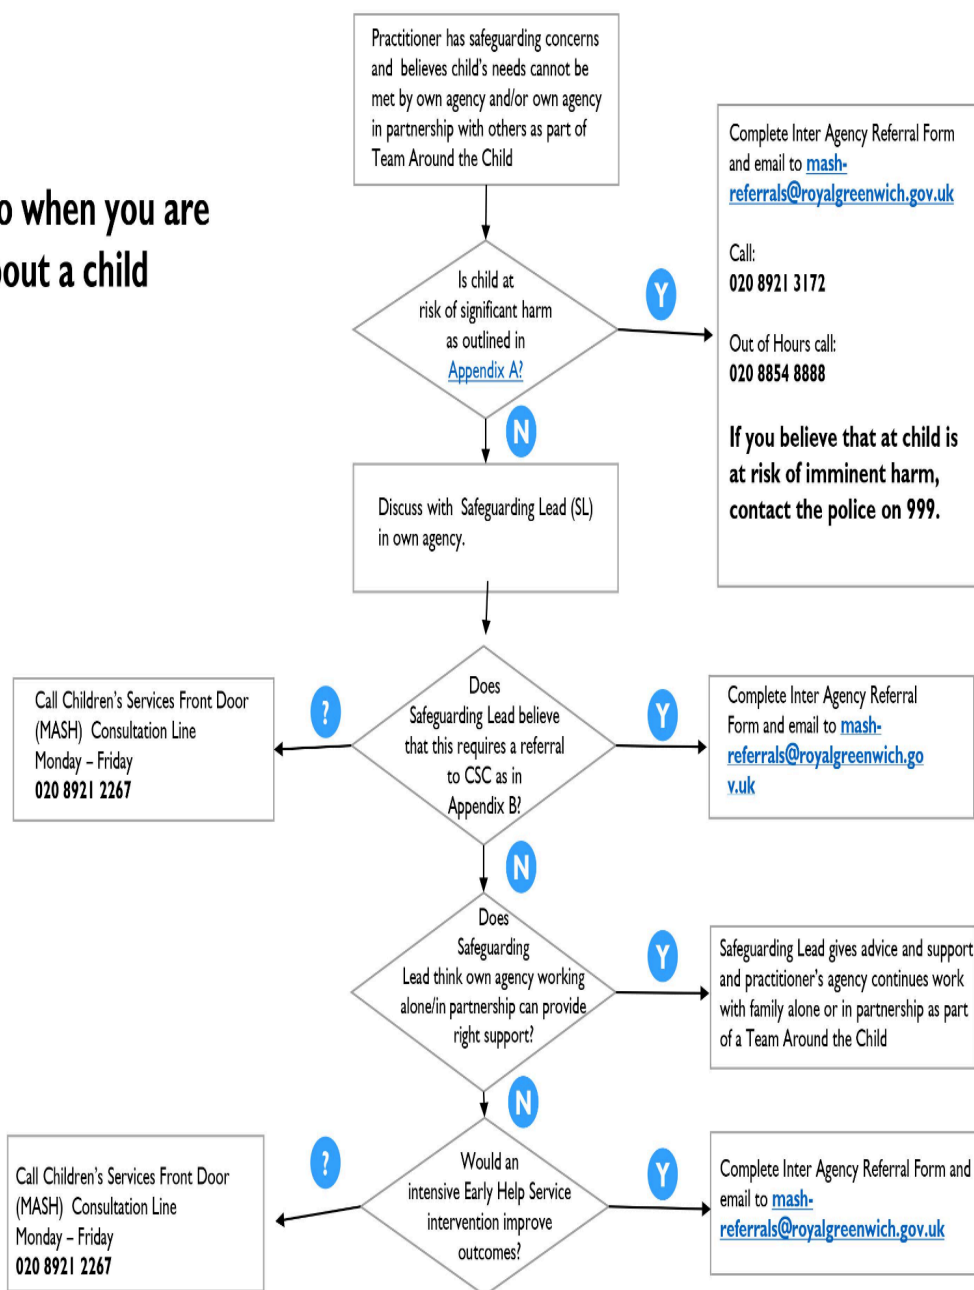 Practitioner has safeguarding concerns
and believes child's needs cannot be
met by own agency and/or own agency
in partnership with others as part of
Team Around the Child
o when you are
out a child
Complete Inter Agency Referral Form
and email to mash-
referrals@royalgreenwich.gov.uk
Call:
020 8921 3172
Out of Hours call:
020 8854 8888
If you believe that at child is
at risk of imminent harm,
contact the police on 999.
Is child at
risk of significant harm
as outlined in
Appendix A?
Y
N
Discuss with Safeguarding Lead (SL)
in own agency.
Does
Safeguarding Lead believe
that this requires a referral
to CSC as in
Appendix B?
?
Call Children's Services Front Door
(MASH) Consultation Line
Monday – Friday
020 8921 2267
Y
Complete Inter Agency Referral
Form and email to mash-
referrals@royalgreenwich.go
v.uk
N
Does
Safeguarding
Lead think own agency working
alone/in partnership can provide
right support?
Y
Safeguarding Lead gives advice and support
and practitioner's agency continues work
with family alone or in partnership as part
of a Team Around the Child
N
Would an
intensive Early Help Service
intervention improve
outcomes?
?
Call Children's Services Front Door
(MASH) Consultation Line
Monday – Friday
020 8921 2267
Y
Complete Inter Agency Referral Form and
email to mash-
referrals@royalgreenwich.gov.uk